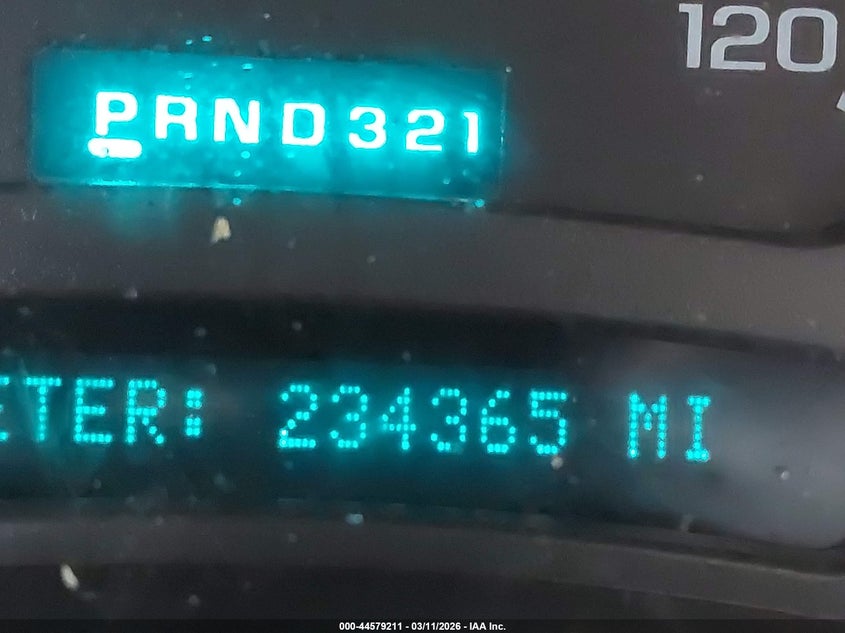 120
PRND321
ETER: 234365 MI
000-44579211 - 03/11/2026 - IAA Inc.